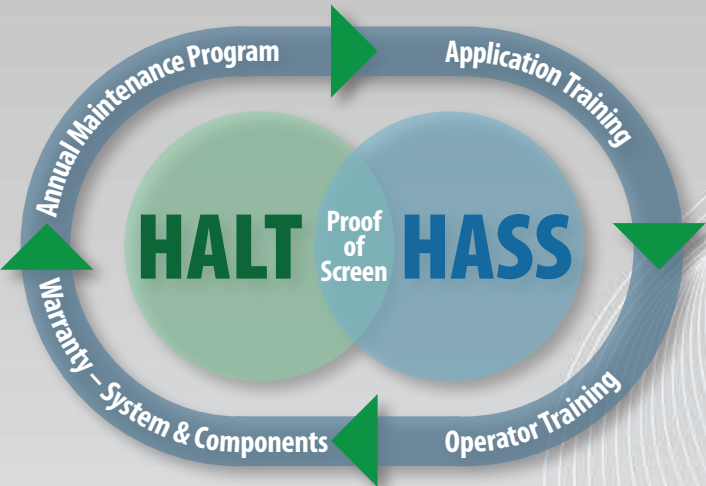 Annual Maintenance Program
Application Training
HALT
Proof
of
Screen
HASS
Warranty – System & Components
Operator Training